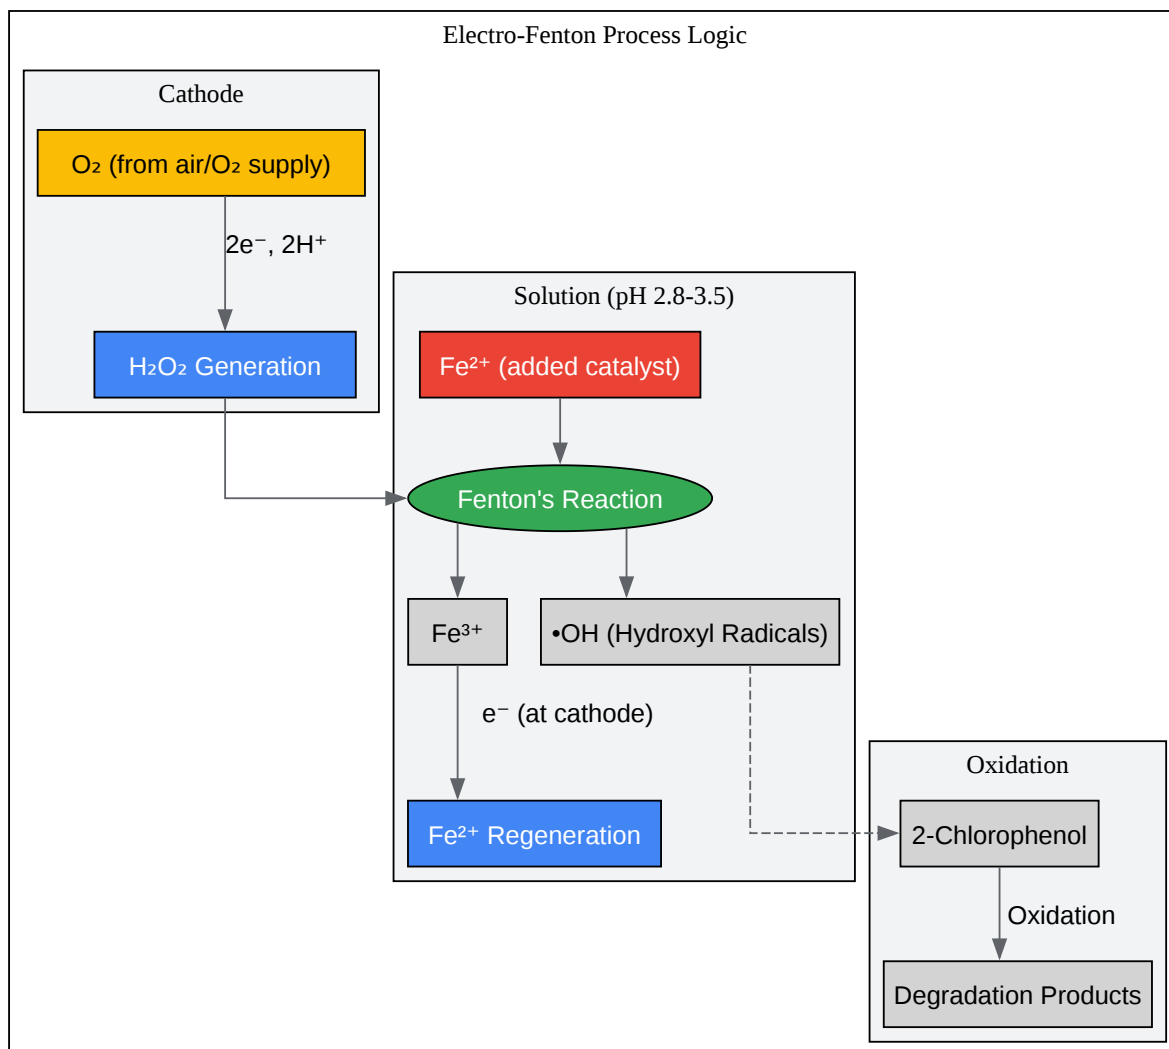 Electro-Fenton Process Logic
Cathode
O₂ (from air/O₂ supply)
2e⁻, 2H⁺
H₂O₂ Generation
Solution (pH 2.8-3.5)
Fe²⁺ (added catalyst)
Fenton's Reaction
Fe³⁺
•OH (Hydroxyl Radicals)
e⁻ (at cathode)
Fe²⁺ Regeneration
Oxidation
2-Chlorophenol
Oxidation
Degradation Products